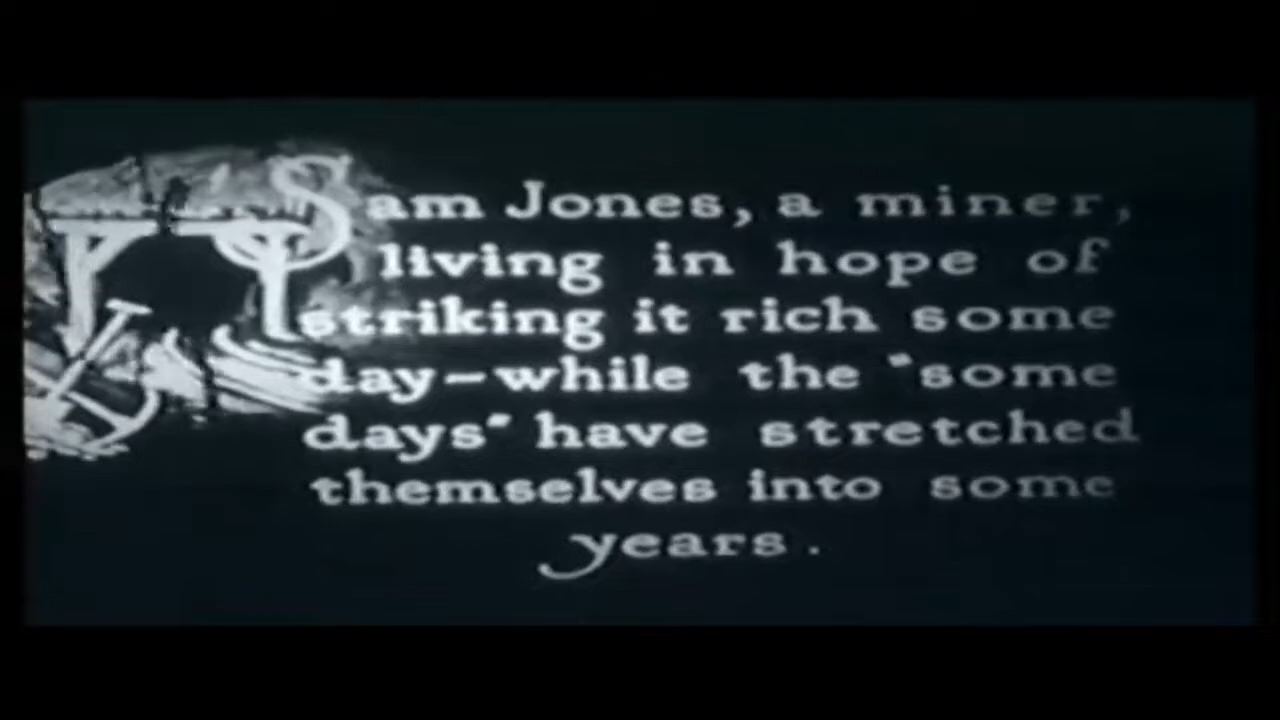 Sam Jones, a miner,
living in hope of
striking it rich some
day-while the "some
days" have stretched
themselves into some
years.